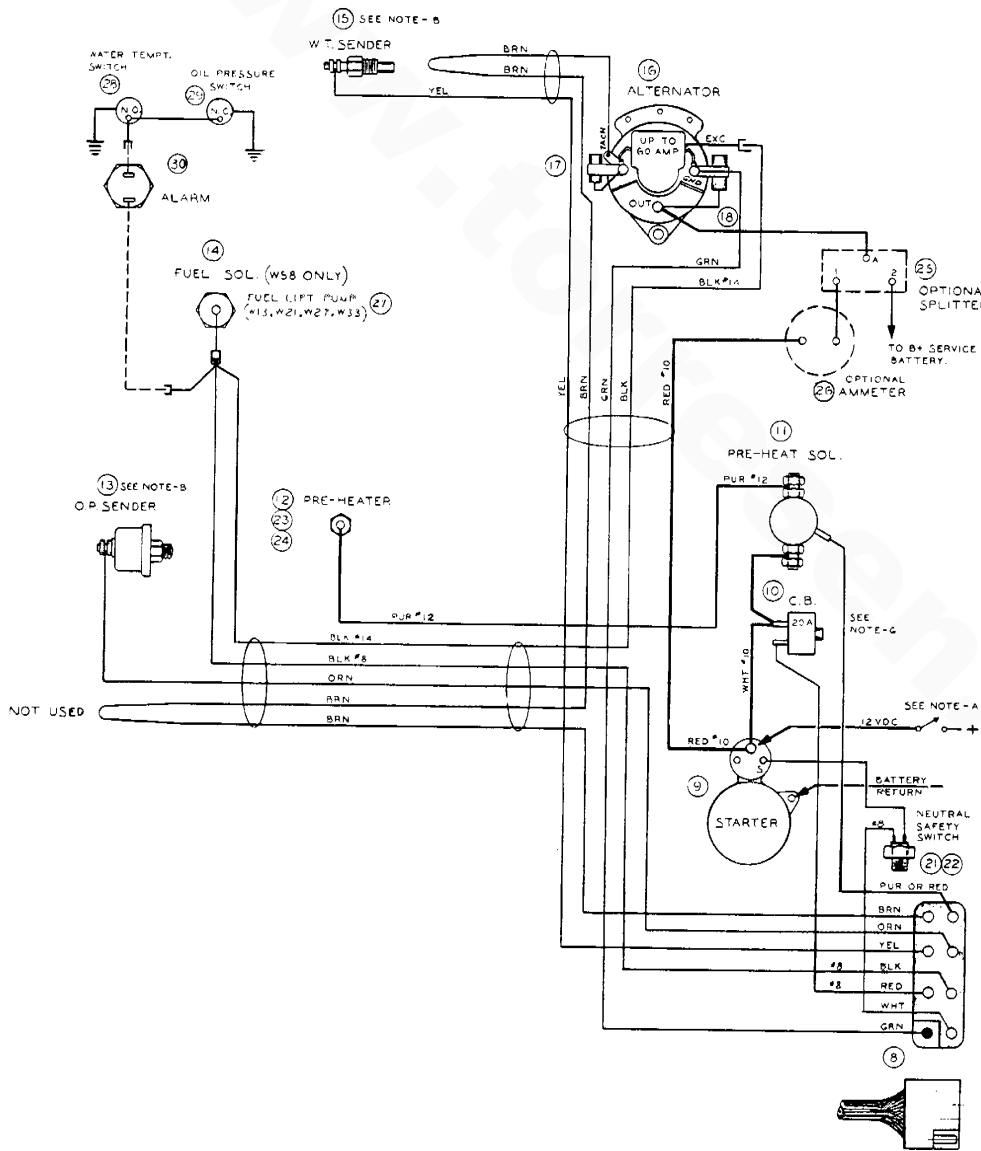 15 SEE NOTE-B
W.T. SENDER
BRN
BRN
YEL
WATER TEMPT.
SWITCH
28
OIL PRESSURE
SWITCH
29
N.O.
N.C.
30
ALARM
16
ALTERNATOR
UP TO
60 AMP
EXC
TACH
17
GND
OUT
18
GRN
BLK #14
A
1
2
25
OPTIONAL
SPLITTER
TO B+ SERVICE
BATTERY.
OPTIONAL
26 AMMETER
14
FUEL SOL. (W58 ONLY)
FUEL LIFT PUMP
(W13, W21, W27, W33)
27
YEL
BRN
GRN
BLK
RED #10
11
PRE-HEAT SOL.
PUR #12
13 SEE NOTE-B
O.P. SENDER
12 PRE-HEATER
23
24
10
C.B.
20A
SEE
NOTE-C
WHT #10
PUR #12
BLK #14
BLK #8
ORN
BRN
BRN
NOT USED
RED #10
SEE NOTE-A
12 VDC
+
S
9
STARTER
BATTERY
RETURN
#8
NEUTRAL
SAFETY
SWITCH
21 22
PUR OR RED
BRN
ORN
YEL
#8 BLK
#8 RED
WHT
GRN
8